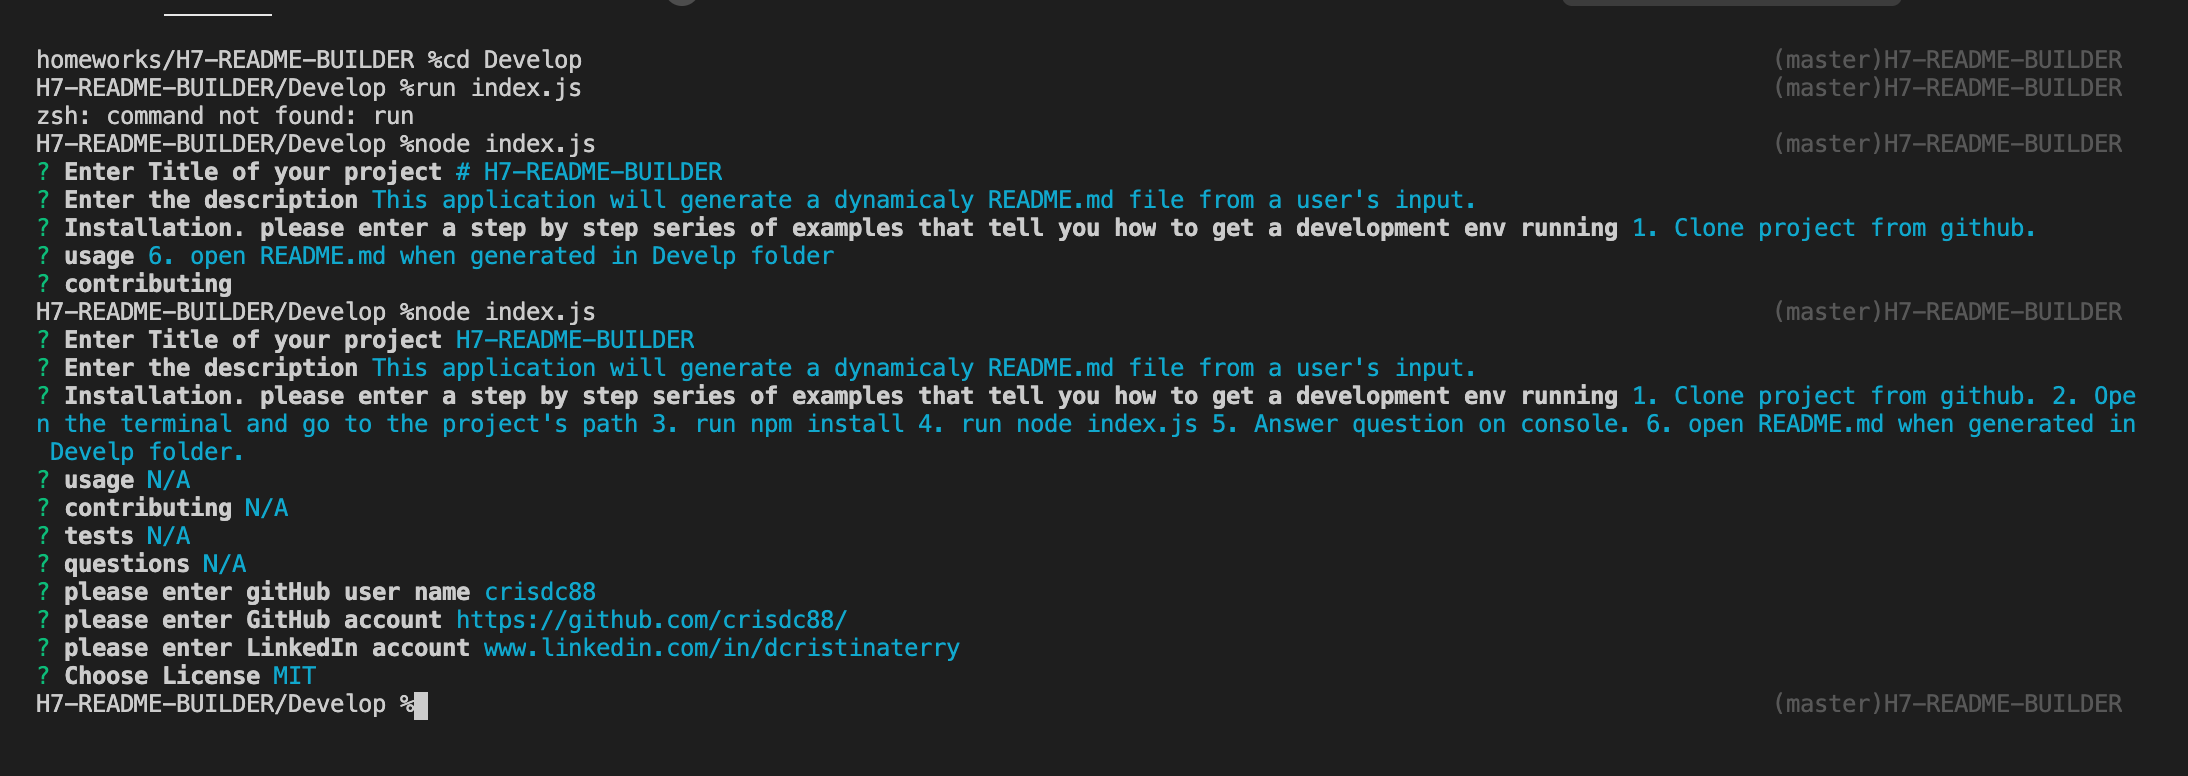 homeworks/H7-README-BUILDER %cd Develop (master)H7-README-BUILDER
H7-README-BUILDER/Develop %run index.js (master)H7-README-BUILDER
zsh: command not found: run
H7-README-BUILDER/Develop %node index.js (master)H7-README-BUILDER
? Enter Title of your project # H7-README-BUILDER
? Enter the description This application will generate a dynamicaly README.md file from a user's input.
? Installation. please enter a step by step series of examples that tell you how to get a development env running 1. Clone project from github.
? usage 6. open README.md when generated in Develp folder
? contributing
H7-README-BUILDER/Develop %node index.js (master)H7-README-BUILDER
? Enter Title of your project H7-README-BUILDER
? Enter the description This application will generate a dynamicaly README.md file from a user's input.
? Installation. please enter a step by step series of examples that tell you how to get a development env running 1. Clone project from github. 2. Ope
n the terminal and go to the project's path 3. run npm install 4. run node index.js 5. Answer question on console. 6. open README.md when generated in
Develp folder.
? usage N/A
? contributing N/A
? tests N/A
? questions N/A
? please enter gitHub user name crisdc88
? please enter GitHub account https://github.com/crisdc88/
? please enter LinkedIn account www.linkedin.com/in/dcristinaterry
? Choose License MIT
H7-README-BUILDER/Develop % (master)H7-README-BUILDER